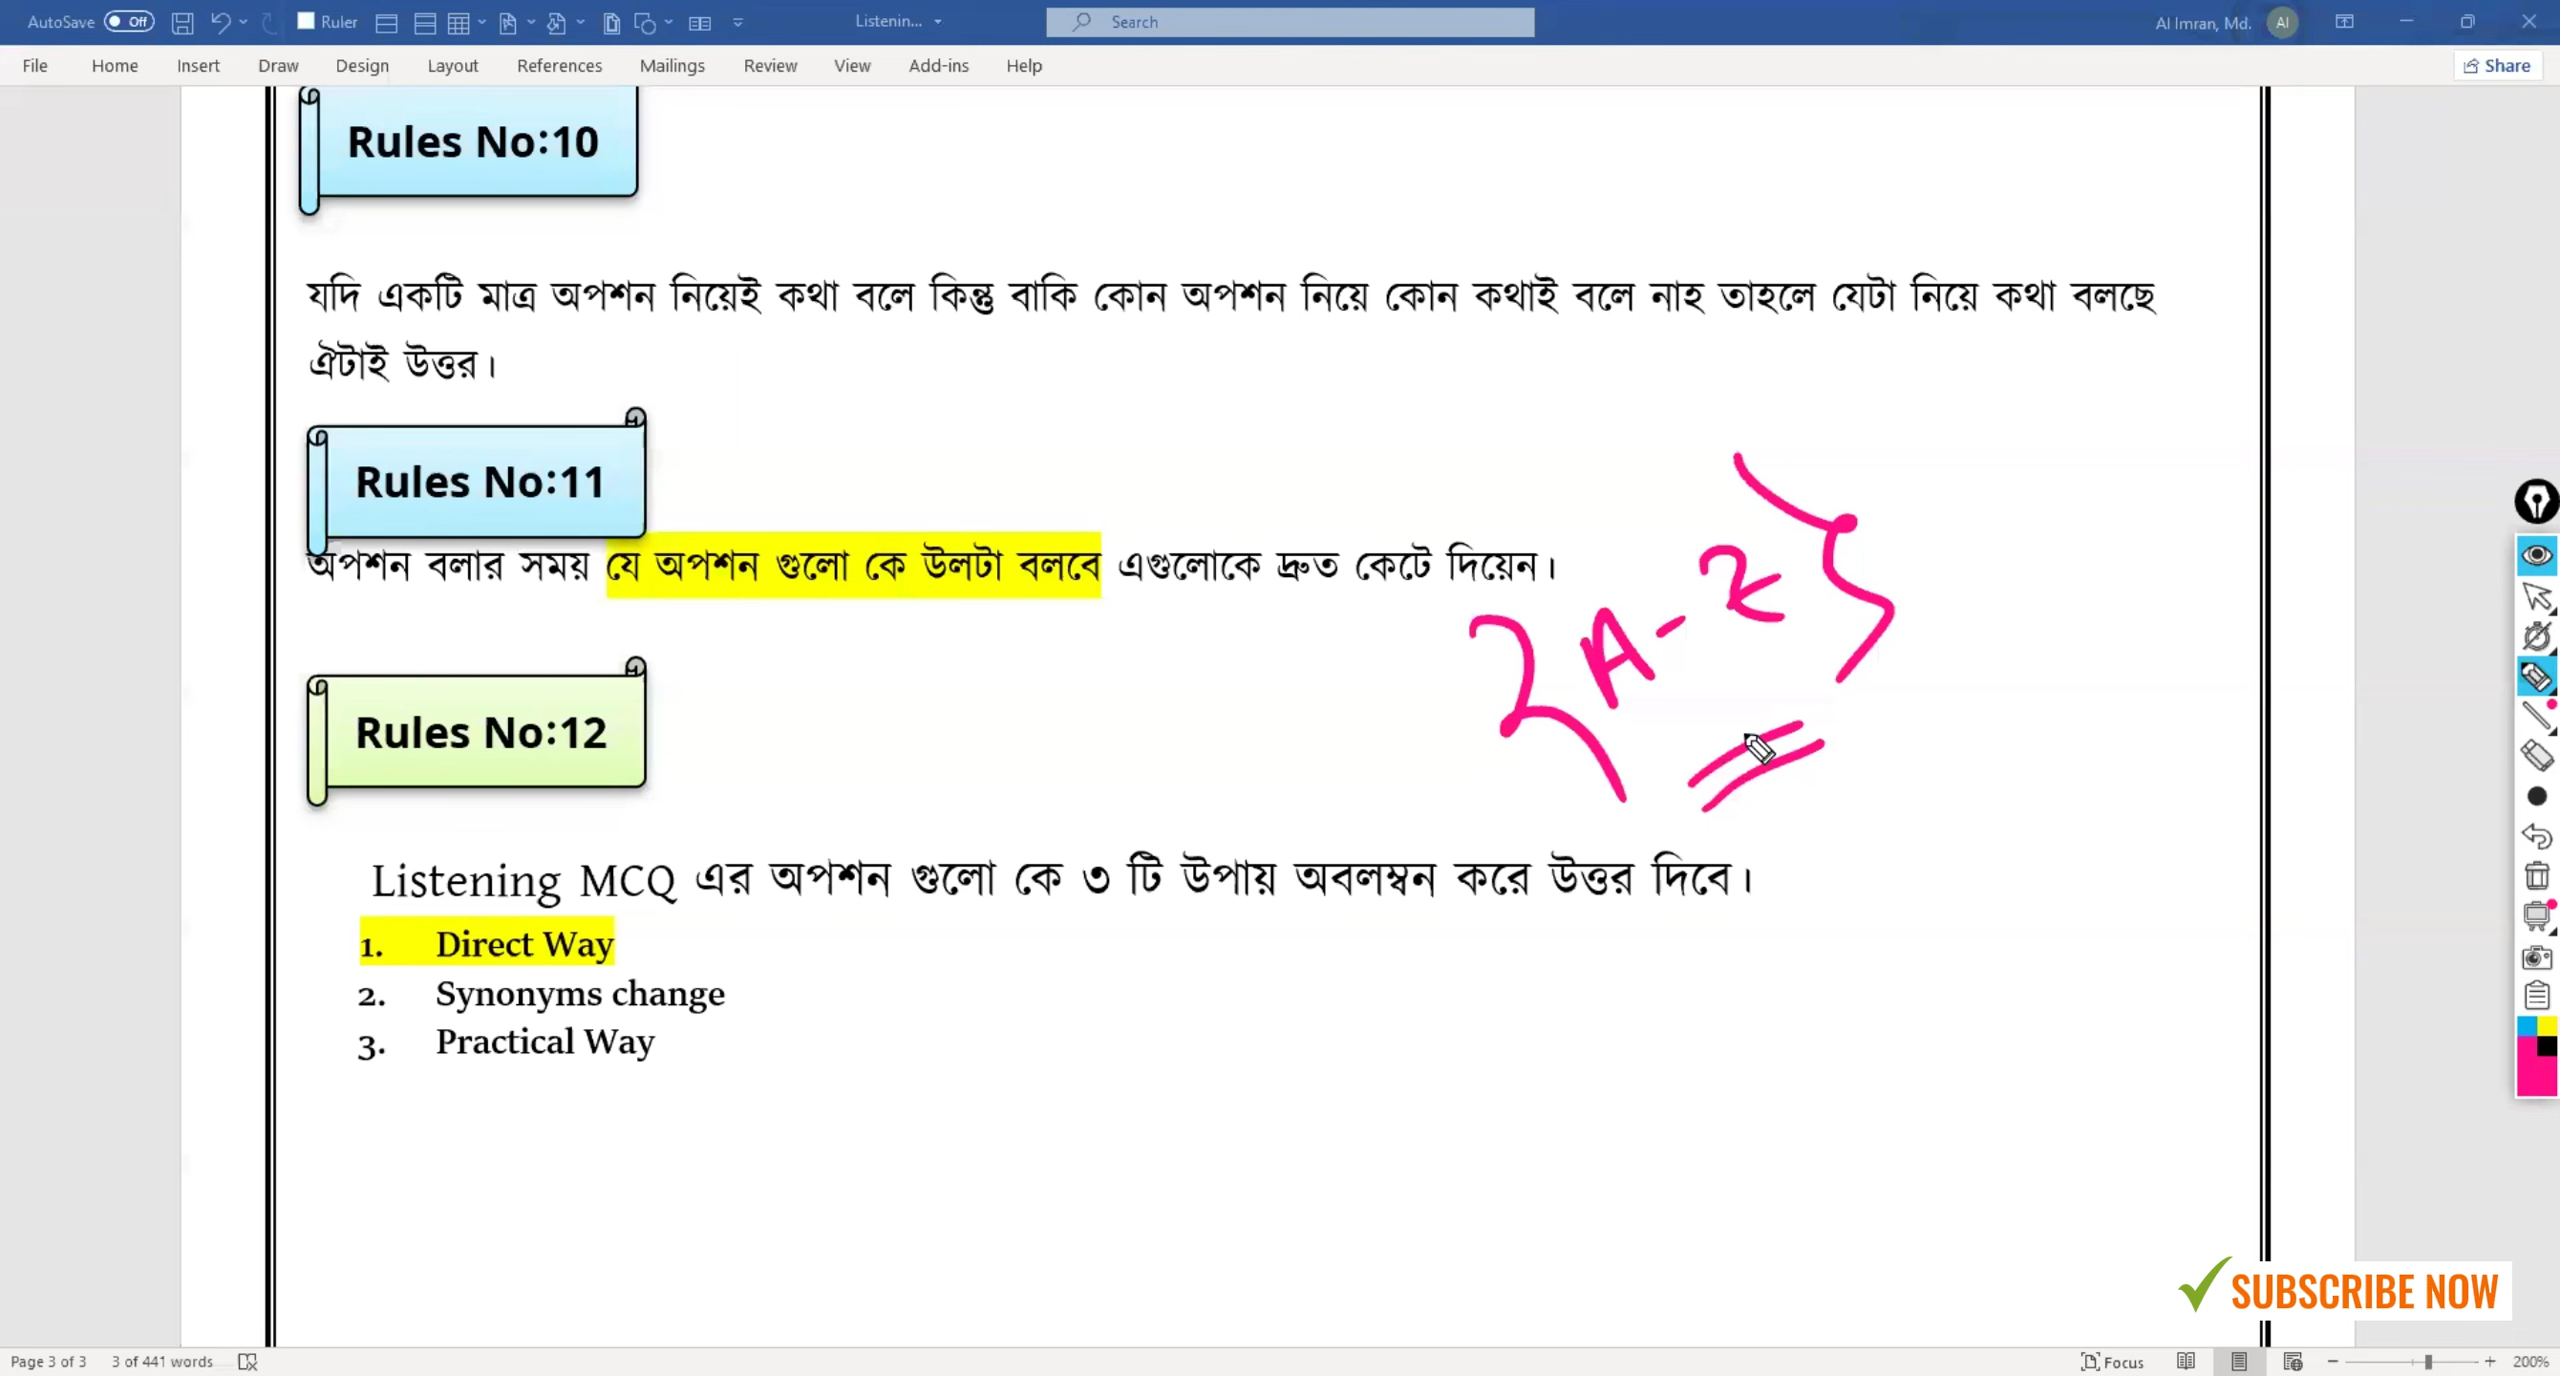 AutoSave Off Ruler Listenin... Search Al Imran, Md. AI
File Home Insert Draw Design Layout References Mailings Review View Add-ins Help Share
Rules No:10
যদি একটি মাত্র অপশন নিয়েই কথা বলে কিন্তু বাকি কোন অপশন নিয়ে কোন কথাই বলে নাহ তাহলে যেটা নিয়ে কথা বলছে
ঐটাই উত্তর।
Rules No:11
অপশন বলার সময় যে অপশন গুলো কে উলটা বলবে এগুলোকে দ্রুত কেটে দিয়েন।
A-Z
Rules No:12
Listening MCQ এর অপশন গুলো কে ৩ টি উপায় অবলম্বন করে উত্তর দিবে।
1. Direct Way
2. Synonyms change
3. Practical Way
SUBSCRIBE NOW
Page 3 of 3 3 of 441 words Focus 200%